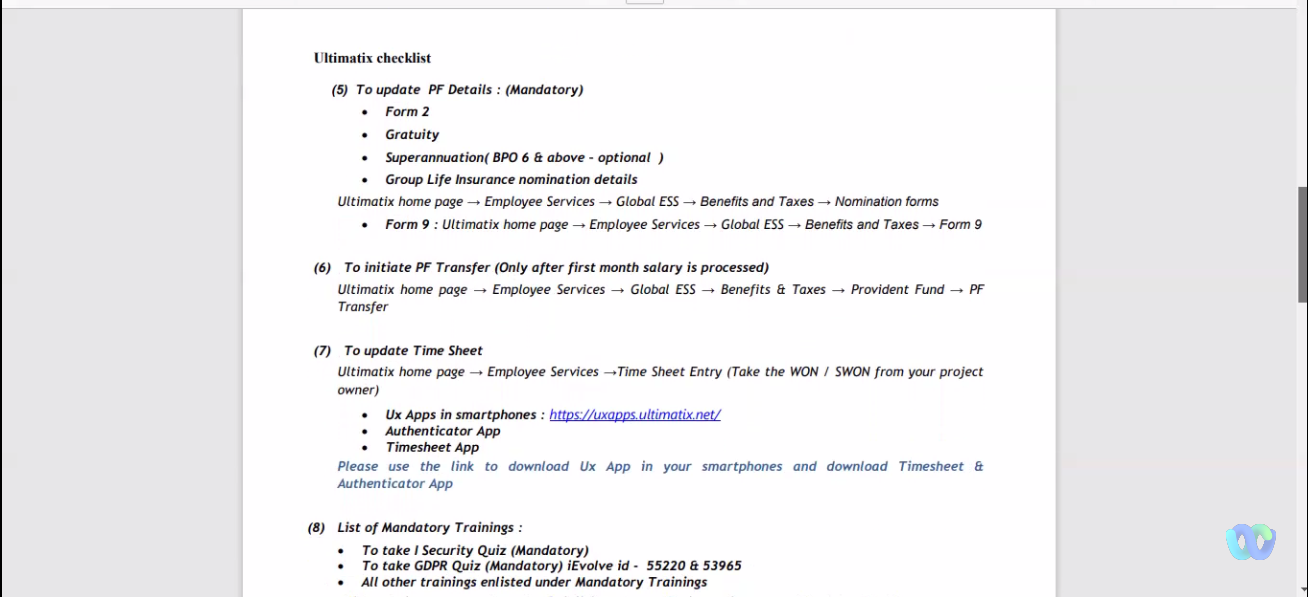 Ultimatix checklist
(5) To update PF Details : (Mandatory)
• Form 2
• Gratuity
• Superannuation( BPO 6 & above – optional )
• Group Life Insurance nomination details
Ultimatix home page → Employee Services → Global ESS → Benefits and Taxes → Nomination forms
• Form 9 : Ultimatix home page → Employee Services → Global ESS → Benefits and Taxes → Form 9
(6) To initiate PF Transfer (Only after first month salary is processed)
Ultimatix home page → Employee Services → Global ESS → Benefits & Taxes → Provident Fund → PF
Transfer
(7) To update Time Sheet
Ultimatix home page → Employee Services →Time Sheet Entry (Take the WON / SWON from your project
owner)
• Ux Apps in smartphones : https://uxapps.ultimatix.net/
• Authenticator App
• Timesheet App
Please use the link to download Ux App in your smartphones and download Timesheet &
Authenticator App
(8) List of Mandatory Trainings :
• To take I Security Quiz (Mandatory)
• To take GDPR Quiz (Mandatory) iEvolve id – 55220 & 53965
• All other trainings enlisted under Mandatory Trainings